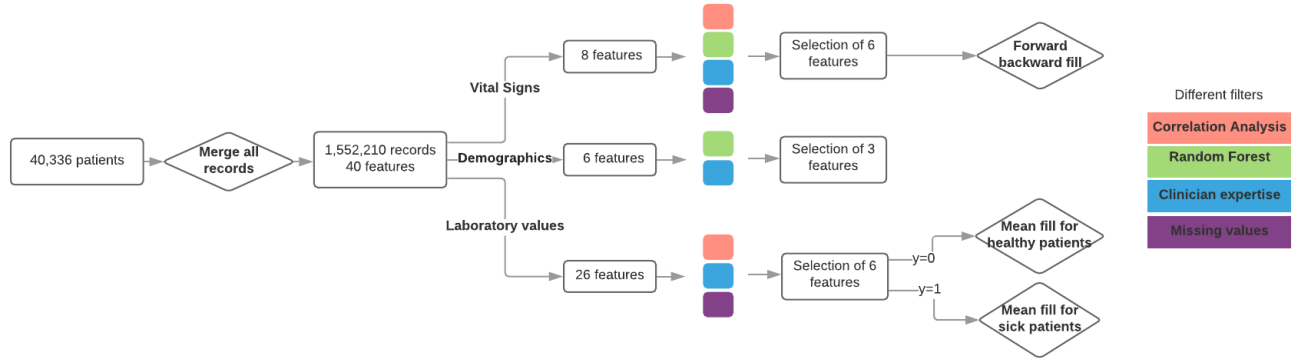 40,336 patients
Merge all
records
1,552,210 records
40 features
Vital Signs
8 features
Selection of 6
features
Forward
backward fill
Demographics
6 features
Selection of 3
features
Laboratory values
26 features
Selection of 6
features
y=0
Mean fill for
healthy patients
y=1
Mean fill for
sick patients
Different filters
Correlation Analysis
Random Forest
Clinician expertise
Missing values